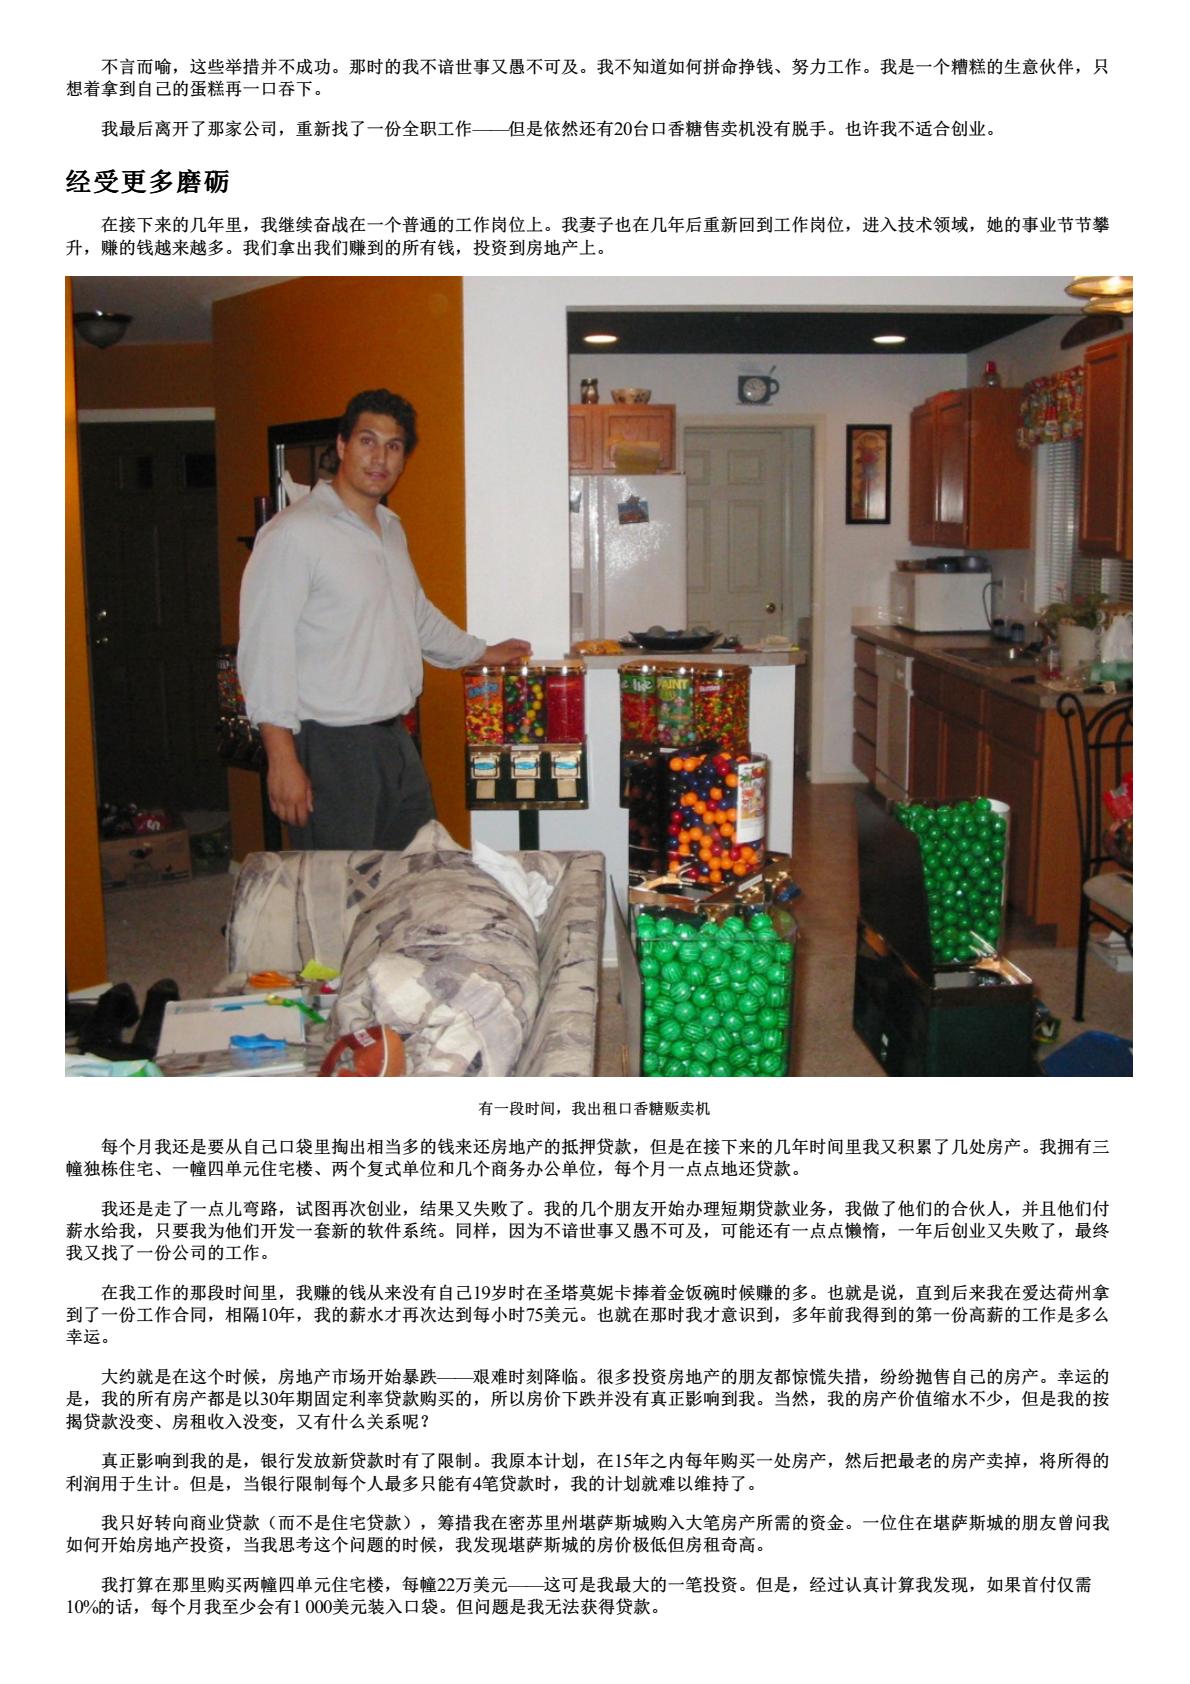 不言而喻，这些举措并不成功。那时的我不谙世事又愚不可及。我不知道如何拼命挣钱、努力工作。我是一个糟糕的生意伙伴，只
想着拿到自己的蛋糕再一口吞下。
我最后离开了那家公司，重新找了一份全职工作——但是依然还有20台口香糖售卖机没有脱手。也许我不适合创业。
经受更多磨砺
在接下来的几年里，我继续奋战在一个普通的工作岗位上。我妻子也在几年后重新回到工作岗位，进入技术领域，她的事业节节攀
升，赚的钱越来越多。我们拿出我们赚到的所有钱，投资到房地产上。
有一段时间，我出租口香糖贩卖机
每个月我还是要从自己口袋里掏出相当多的钱来还房地产的抵押贷款，但是在接下来的几年时间里我又积累了几处房产。我拥有三
幢独栋住宅、一幢四单元住宅楼、两个复式单位和几个商务办公单位，每个月一点点地还贷款。
我还是走了一点儿弯路，试图再次创业，结果又失败了。我的几个朋友开始办理短期贷款业务，我做了他们的合伙人，并且他们付
薪水给我，只要我为他们开发一套新的软件系统。同样，因为不谙世事又愚不可及，可能还有一点点懒惰，一年后创业又失败了，最终
我又找了一份公司的工作。
在我工作的那段时间里，我赚的钱从来没有自己19岁时在圣塔莫妮卡捧着金饭碗时候赚的多。也就是说，直到后来我在爱达荷州拿
到了一份工作合同，相隔10年，我的薪水才再次达到每小时75美元。也就在那时我才意识到，多年前我得到的第一份高薪的工作是多么
幸运。
大约就是在这个时候，房地产市场开始暴跌——艰难时刻降临。很多投资房地产的朋友都惊慌失措，纷纷抛售自己的房产。幸运的
是，我的所有房产都是以30年期固定利率贷款购买的，所以房价下跌并没有真正影响到我。当然，我的房产价值缩水不少，但是我的按
揭贷款没变、房租收入没变，又有什么关系呢？
真正影响到我的是，银行发放新贷款时有了限制。我原本计划，在15年之内每年购买一处房产，然后把最老的房产卖掉，将所得的
利润用于生计。但是，当银行限制每个人最多只能有4笔贷款时，我的计划就难以维持了。
我只好转向商业贷款（而不是住宅贷款），筹措我在密苏里州堪萨斯城购入大笔房产所需的资金。一位住在堪萨斯城的朋友曾问我
如何开始房地产投资，当我思考这个问题的时候，我发现堪萨斯城的房价极低但房租奇高。
我打算在那里购买两幢四单元住宅楼，每幢22万美元——这可是我最大的一笔投资。但是，经过认真计算我发现，如果首付仅需
10%的话，每个月我至少会有1 000美元装入口袋。但问题是我无法获得贷款。